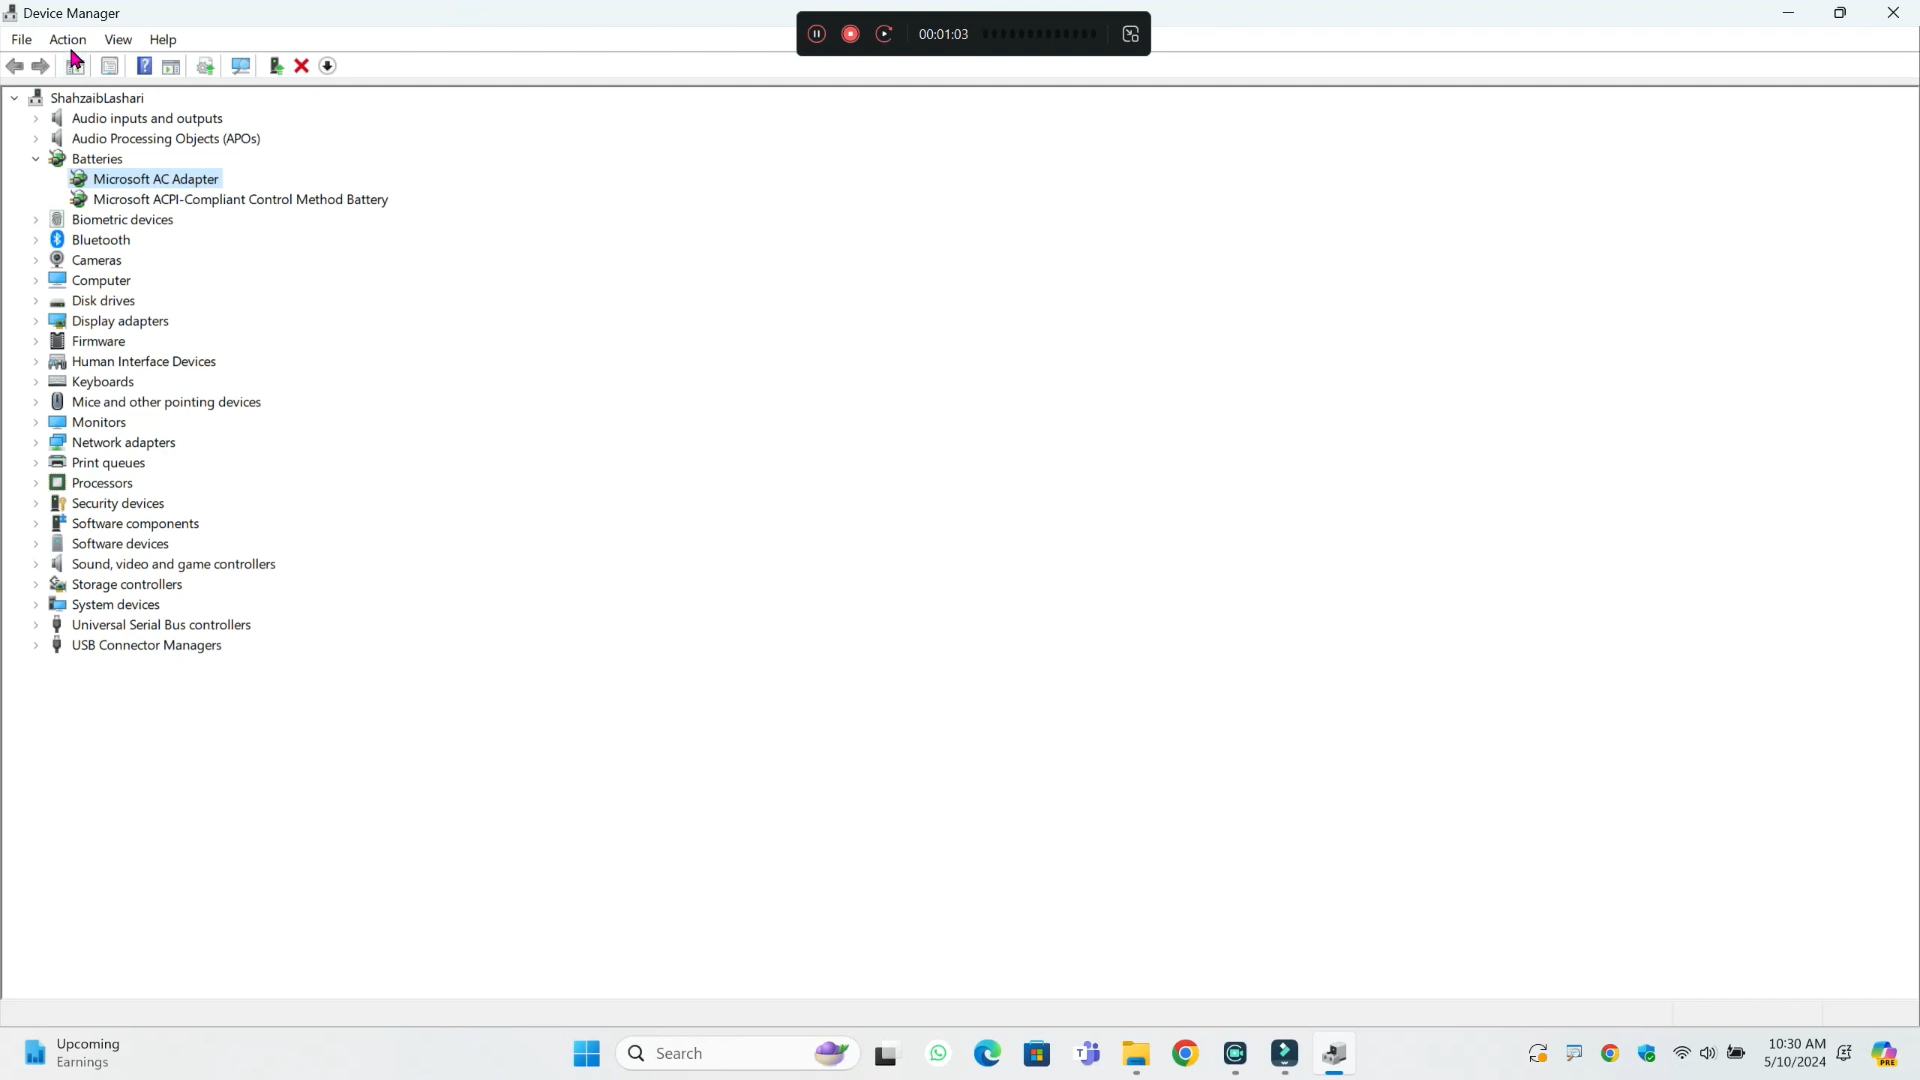 Device Manager
File Action View Help
00:01:03
ShahzaibLashari
Audio inputs and outputs
Audio Processing Objects (APOs)
Batteries
Microsoft AC Adapter
Microsoft ACPI-Compliant Control Method Battery
Biometric devices
Bluetooth
Cameras
Computer
Disk drives
Display adapters
Firmware
Human Interface Devices
Keyboards
Mice and other pointing devices
Monitors
Network adapters
Print queues
Processors
Security devices
Software components
Software devices
Sound, video and game controllers
Storage controllers
System devices
Universal Serial Bus controllers
USB Connector Managers
Upcoming
Earnings
Search
10:30 AM
5/10/2024
PRE